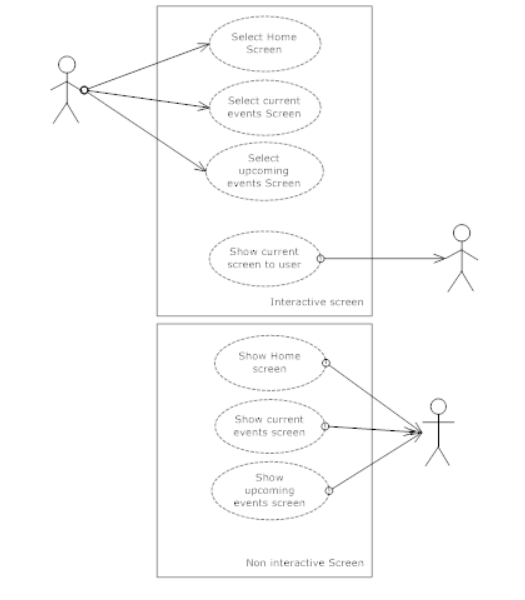 Select Home
Screen
Select current
events Screen
Select
upcoming
events Screen
Show current
screen to user
Interactive screen
Show Home
screen
Show current
events screen
Show
upcoming
events screen
Non interactive Screen